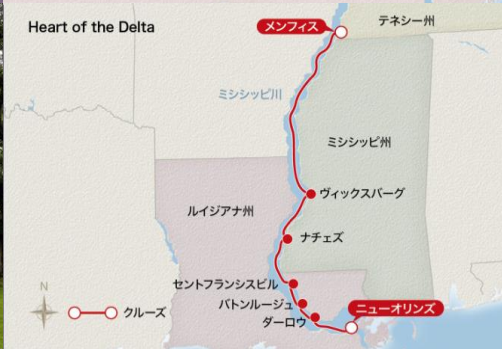 Heart of the Delta
メンフィス
テネシー州
ミシシッピ川
ミシシッピ州
ヴィックスバーグ
ルイジアナ州
ナチェズ
セントフランシスビル
バトンルージュ
ダーロウ
ニューオリンズ
N
クルーズ